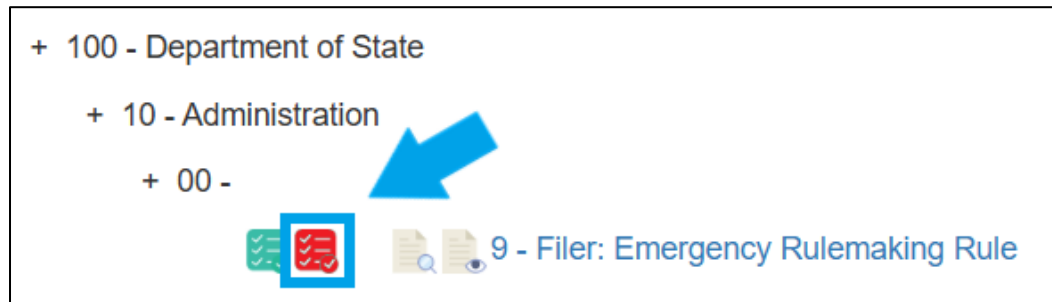 + 100 - Department of State
+ 10 - Administration
+ 00 -
9 - Filer: Emergency Rulemaking Rule